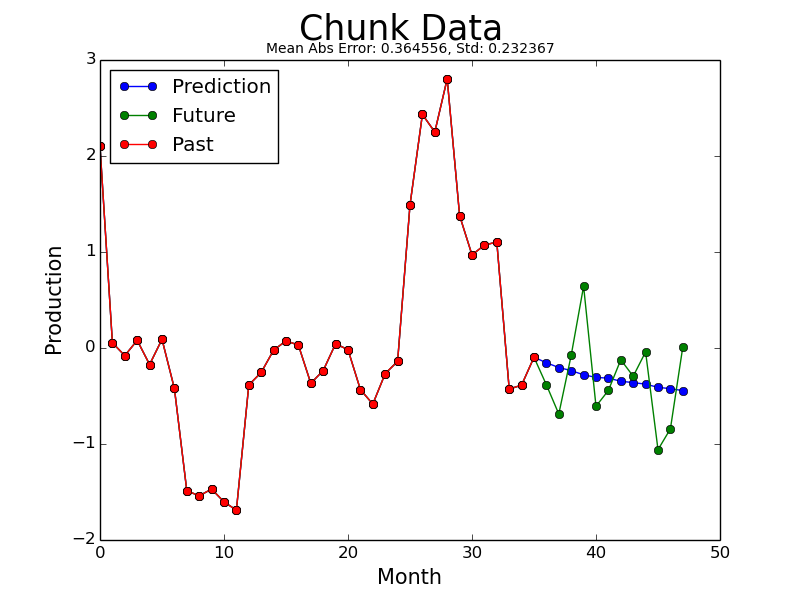 Chunk Data
Mean Abs Error: 0.364556, Std: 0.232367
Prediction
Future
Past
Production
3
2
1
0
−1
−2
0 10 20 30 40 50
Month